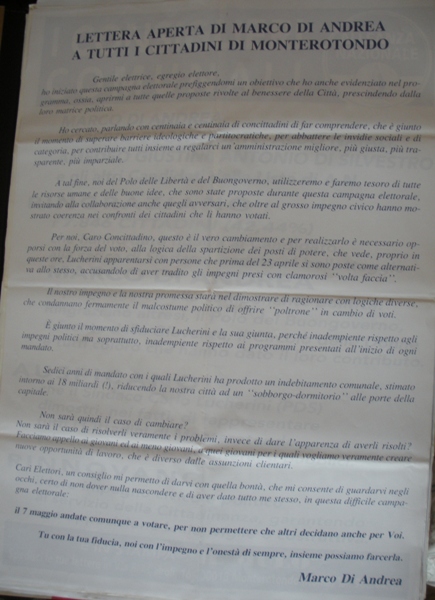 LETTERA APERTA DI MARCO DI ANDREA
A TUTTI I CITTADINI DI MONTEROTONDO
Gentile elettrice, egregio elettore,
ho iniziato questa campagna elettorale prefiggendomi un obiettivo che ho anche evidenziato nel pro-
gramma, ossia, aprirmi a tutte quelle proposte rivolte al benessere della Città, prescindendo dalla
loro matrice politica.
Ho cercato, parlando con centinaia e centinaia di concittadini di far comprendere, che è giunto
il momento di superare barriere ideologiche e partitocratiche, per abbattere le invidie sociali e di
categoria, per contribuire tutti insieme a regalarci un'amministrazione migliore, più giusta, più tra-
sparente, più imparziale.
A tal fine, noi del Polo delle Libertà e del Buongoverno, utilizzeremo e faremo tesoro di tutte
le risorse umane e delle buone idee, che sono state proposte durante questa campagna elettorale,
invitando alla collaborazione anche quegli avversari, che oltre al grosso impegno civico hanno mo-
strato coerenza nei confronti dei cittadini che li hanno votati.
Per noi, Caro Concittadino, questo è il vero cambiamento e per realizzarlo è necessario op-
porsi con la forza del voto, alla logica della spartizione dei posti di potere, che vede, proprio in
queste ore, Lucherini apparentarsi con persone che prima del 23 aprile si sono poste come alternati-
va allo stesso, accusandolo di aver tradito gli impegni presi con clamorosi ''volta faccia''.
Il nostro impegno e la nostra promessa starà nel dimostrare di ragionare con logiche diverse,
che condannano fermamente il malcostume politico di offrire ''poltrone'' in cambio di voti.
È giunto il momento di sfiduciare Lucherini e la sua giunta, perché inadempiente rispetto agli
impegni politici ma soprattutto, inadempiente rispetto ai programmi presentati all'inizio di ogni
mandato.
Sedici anni di mandato con i quali Lucherini ha prodotto un indebitamento comunale, stimato
intorno ai 18 miliardi (!), riducendo la nostra città ad un ''sobborgo-dormitorio'' alle porte della
capitale.
Non sarà quindi il caso di cambiare?
Non sarà il caso di risolverli veramente i problemi, invece di dare l'apparenza di averli risolti?
Facciamo appello ai giovani ed ai meno giovani, a quei giovani per i quali vogliamo veramente creare
nuove opportunità di lavoro, che è diverso dalle assunzioni clientari.
Cari Elettori, un consiglio mi permetto di darvi con quella bontà, che mi consente di guardarvi negli
occhi, certo di non dover nulla nascondere e di aver dato tutto me stesso, in questa difficile campa-
gna elettorale:
il 7 maggio andate comunque a votare, per non permettere che altri decidano anche per Voi.
Tu con la tua fiducia, noi con l'impegno e l'onestà di sempre, insieme possiamo farcerla.
Marco Di Andrea